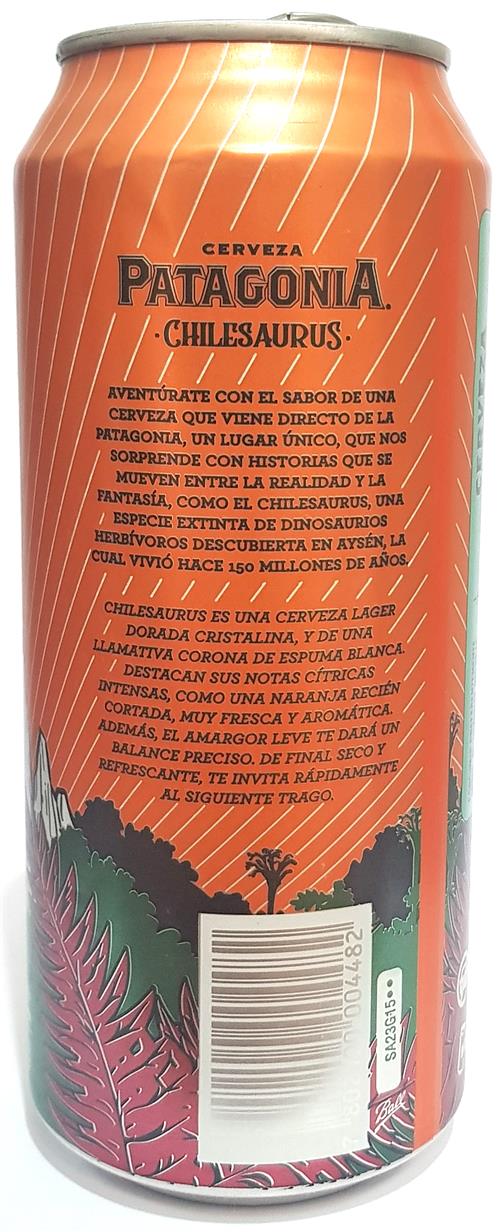 CERVEZA
PATAGONIA
·CHILESAURUS·
AVENTÚRATE CON EL SABOR DE UNA
CERVEZA QUE VIENE DIRECTO DE LA
PATAGONIA, UN LUGAR ÚNICO, QUE NOS
SORPRENDE CON HISTORIAS QUE SE
MUEVEN ENTRE LA REALIDAD Y LA
FANTASÍA, COMO EL CHILESAURUS, UNA
ESPECIE EXTINTA DE DINOSAURIOS
HERBÍVOROS DESCUBIERTA EN AYSÉN, LA
CUAL VIVIÓ HACE 150 MILLONES DE AÑOS.
CHILESAURUS ES UNA CERVEZA LAGER
DORADA CRISTALINA, Y DE UNA
LLAMATIVA CORONA DE ESPUMA BLANCA.
DESTACAN SUS NOTAS CÍTRICAS
INTENSAS, COMO UNA NARANJA RECIÉN
CORTADA, MUY FRESCA Y AROMÁTICA.
ADEMÁS, EL AMARGOR LEVE TE DARÁ UN
BALANCE PRECISO. DE FINAL SECO Y
REFRESCANTE, TE INVITA RÁPIDAMENTE
AL SIGUIENTE TRAGO.
004482
SA23G15••
Ball
CERVEZA